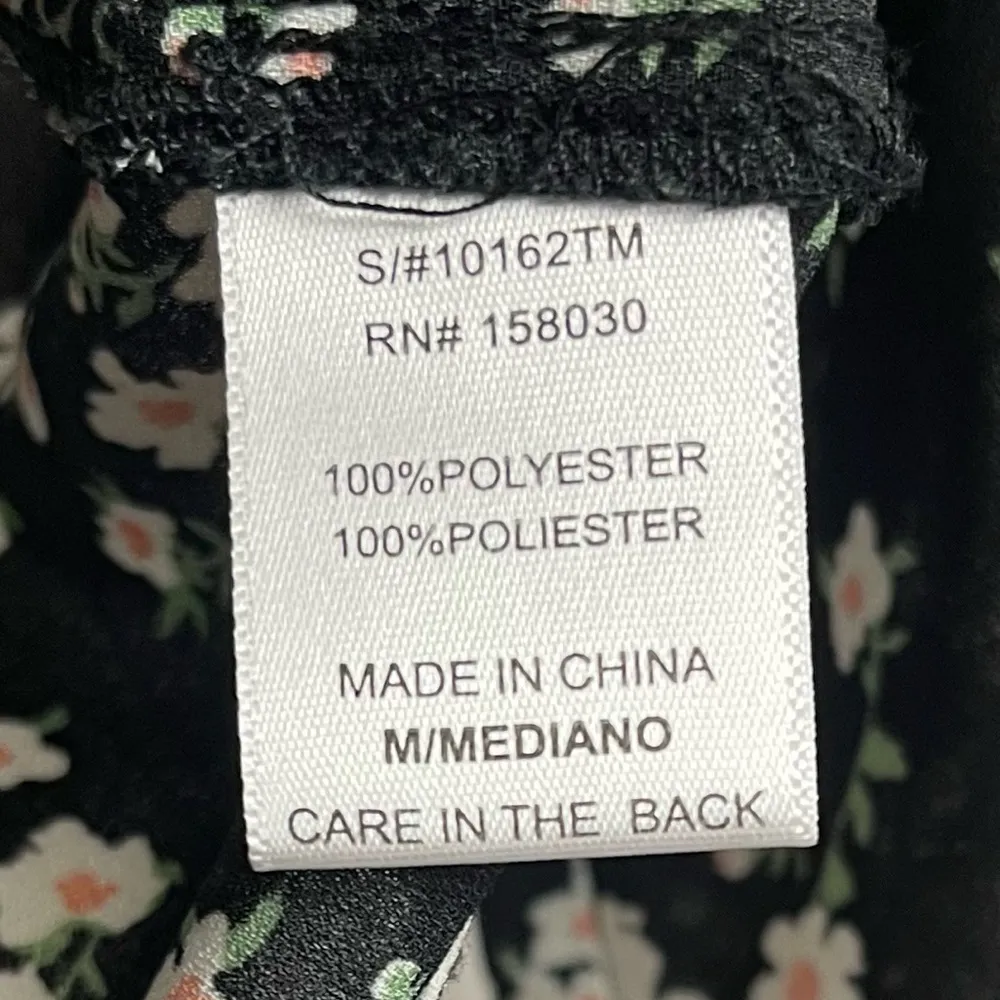 S/#10162TM
RN# 158030
100%POLYESTER
100%POLIESTER
MADE IN CHINA
M/MEDIANO
CARE IN THE BACK